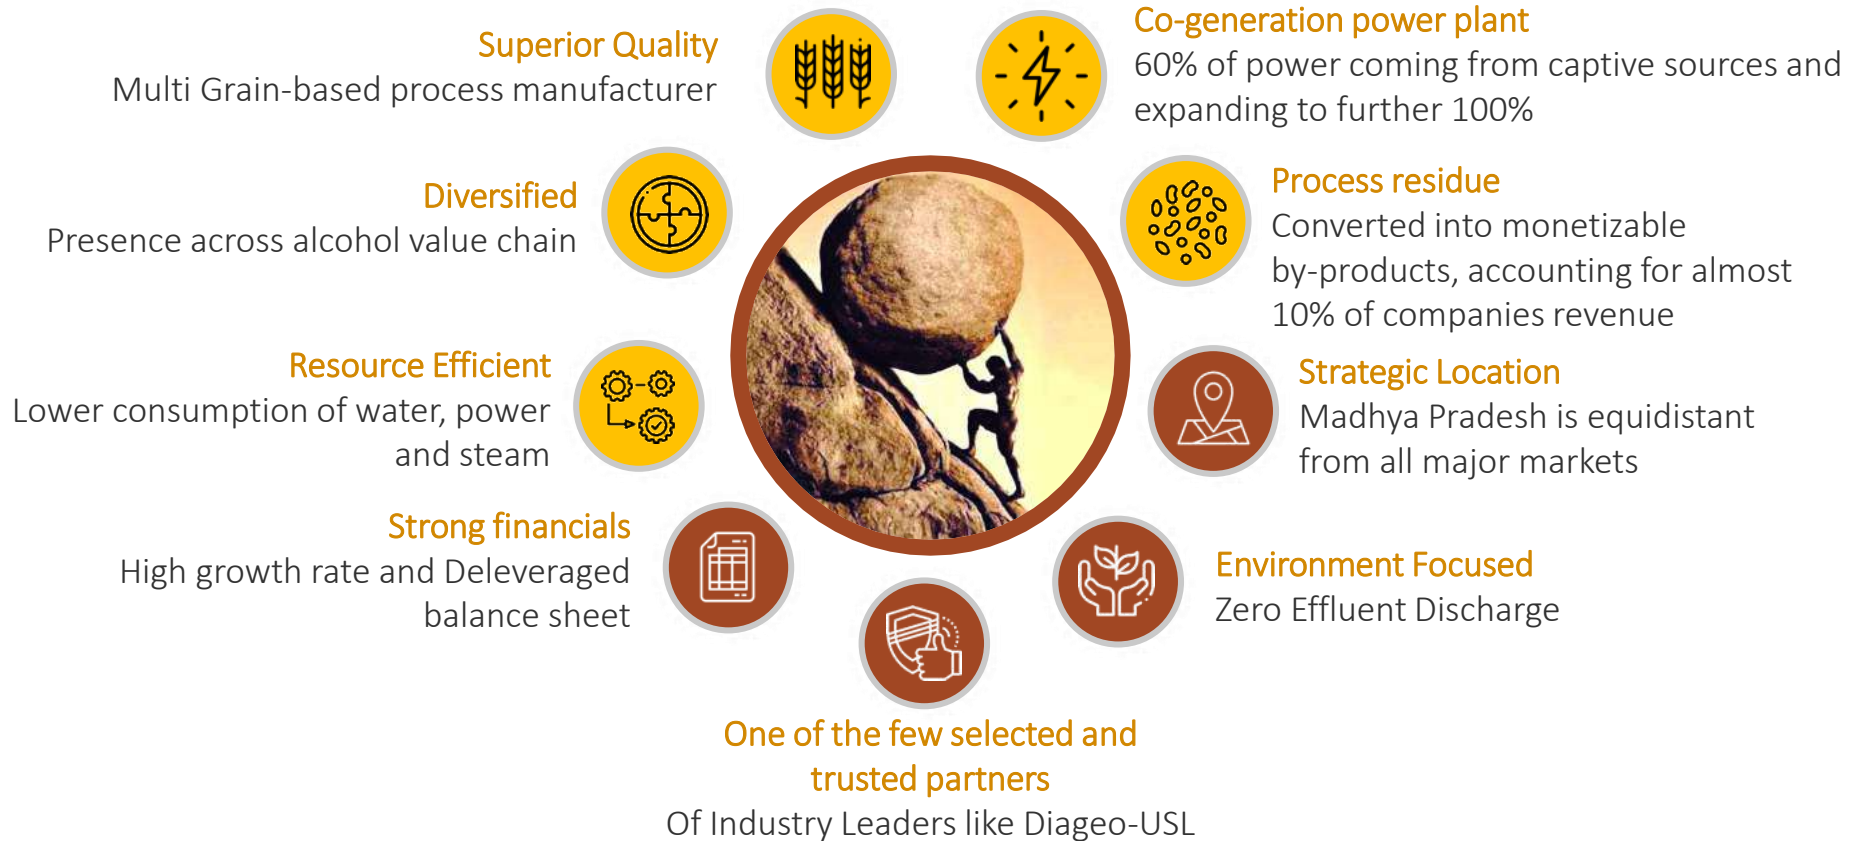 Superior Quality
Multi Grain-based process manufacturer
Co-generation power plant
60% of power coming from captive sources and
expanding to further 100%
Diversified
Presence across alcohol value chain
Process residue
Converted into monetizable
by-products, accounting for almost
10% of companies revenue
Resource Efficient
Lower consumption of water, power
and steam
Strategic Location
Madhya Pradesh is equidistant
from all major markets
Strong financials
High growth rate and Deleveraged
balance sheet
Environment Focused
Zero Effluent Discharge
One of the few selected and
trusted partners
Of Industry Leaders like Diageo-USL